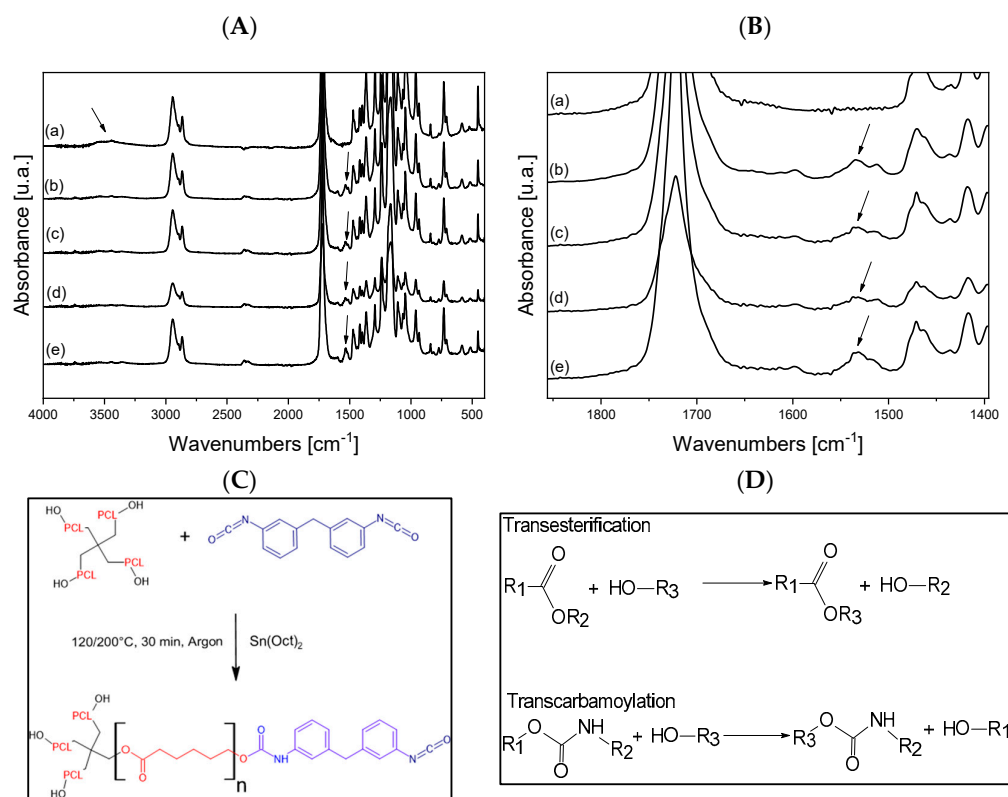 (A)
(B)
(a)
(b)
(c)
(d)
(e)
Absorbance [u.a.]
4000 3500 3000 2500 2000 1500 1000 500
Wavenumbers [cm-1]
(a)
(b)
(c)
(d)
(e)
Absorbance [u.a.]
1800 1700 1600 1500 1400
Wavenumbers [cm-1]
(C)
(D)
HO PCL
PCL OH
PCL
HO
PCL
OH
+
O=C=N
N=C=O
120/200°C, 30 min, Argon
Sn(Oct)2
PCL OH
HO PCL
PCL
HO
O
O
n
O
O
NH
N=C=O
Transesterification
R1 O OR2 + HO-R3 R1 O OR3 + HO-R2
Transcarbamoylation
R1 O O NH R2 + HO-R3 R3 O O NH R2 + HO-R1